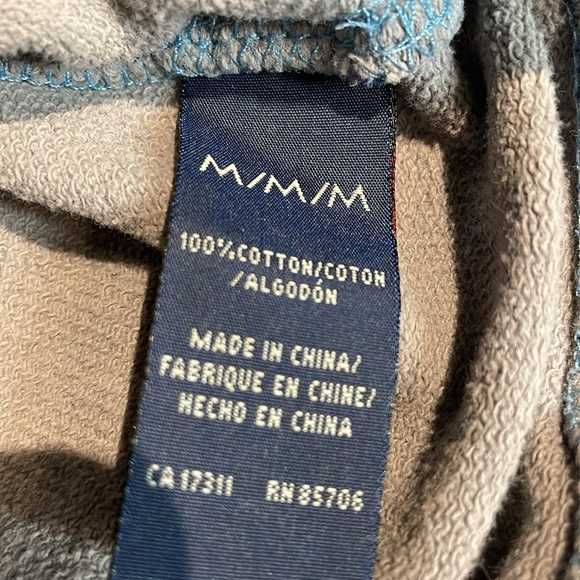 M/M/M
100%COTTON/COTON
/ALGODÓN
MADE IN CHINA/
FABRIQUE EN CHINE/
HECHO EN CHINA
CA 17311 RN 85706